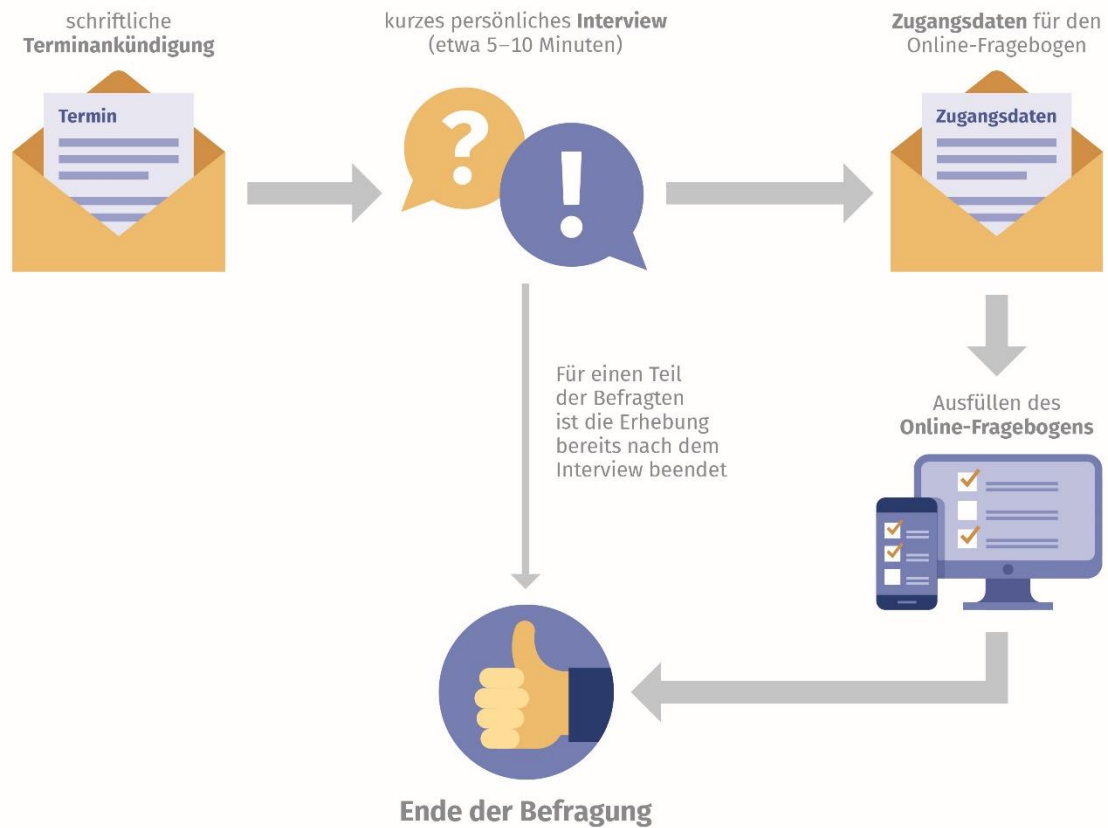 schriftliche
Terminankündigung
Termin
kurzes persönliches Interview
(etwa 5–10 Minuten)
?
!
Zugangsdaten für den
Online-Fragebogen
Zugangsdaten
Für einen Teil
der Befragten
ist die Erhebung
bereits nach dem
Interview beendet
Ausfüllen des
Online-Fragebogens
Ende der Befragung